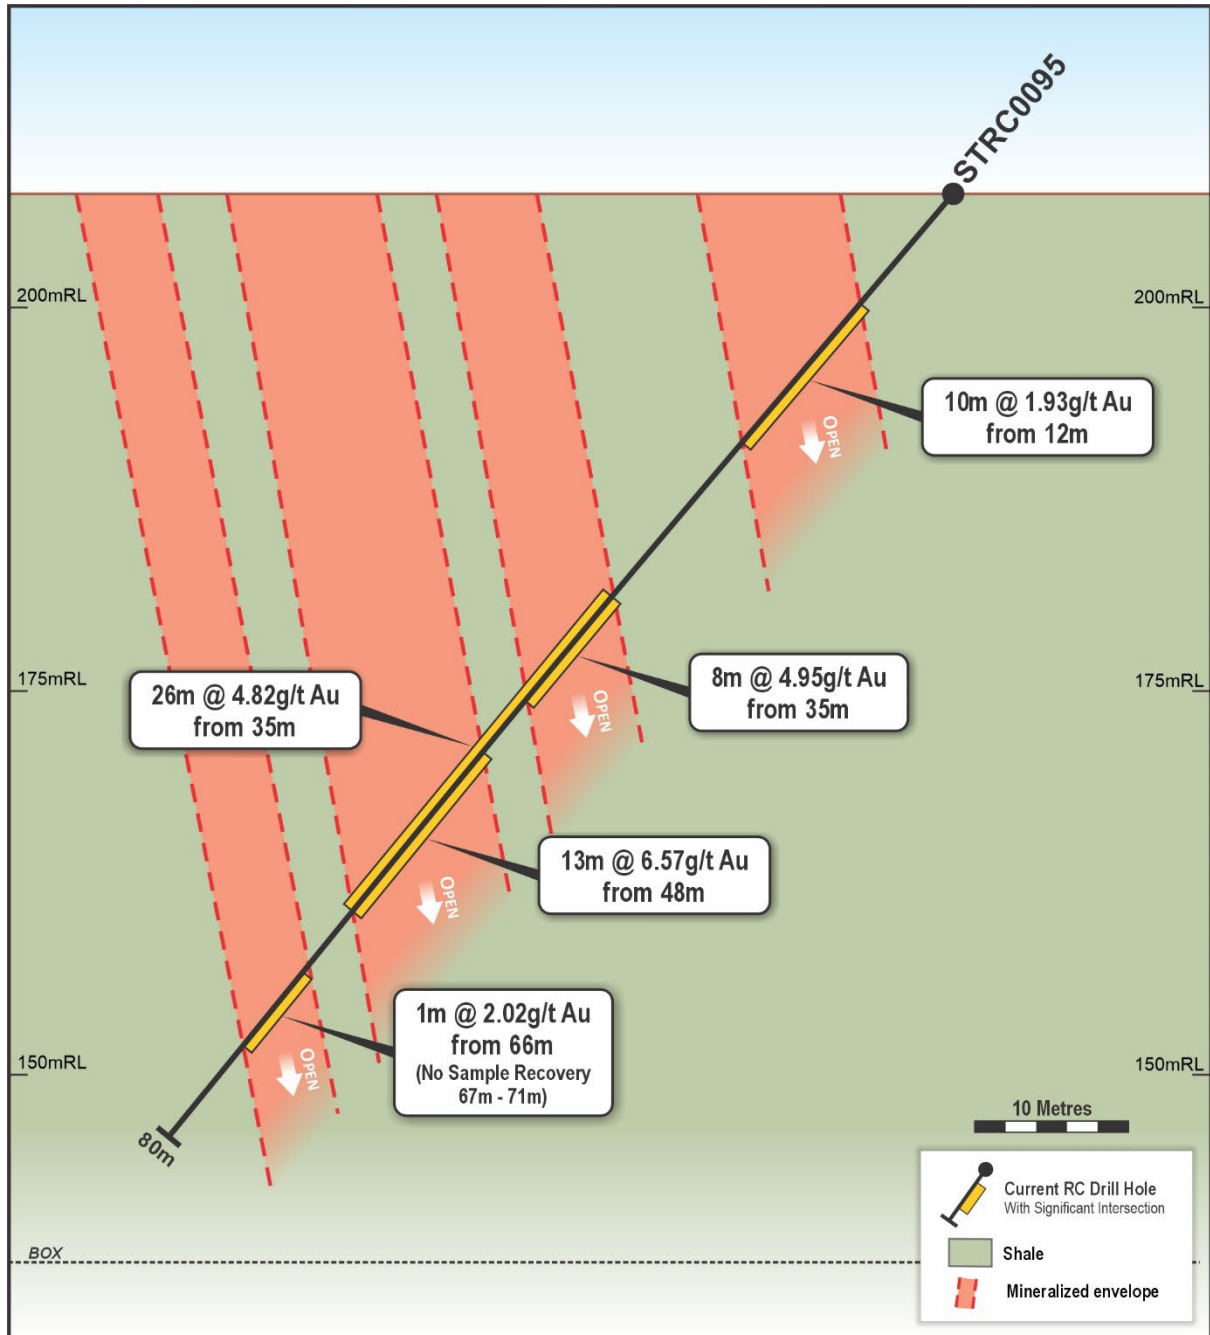 STRC0095
200mRL
200mRL
10m @ 1.93g/t Au
from 12m
OPEN
175mRL
175mRL
26m @ 4.82g/t Au
from 35m
8m @ 4.95g/t Au
from 35m
OPEN
13m @ 6.57g/t Au
from 48m
OPEN
1m @ 2.02g/t Au
from 66m
(No Sample Recovery
67m - 71m)
OPEN
150mRL
150mRL
80m
10 Metres
Current RC Drill Hole
With Significant Intersection
Shale
Mineralized envelope
BOX